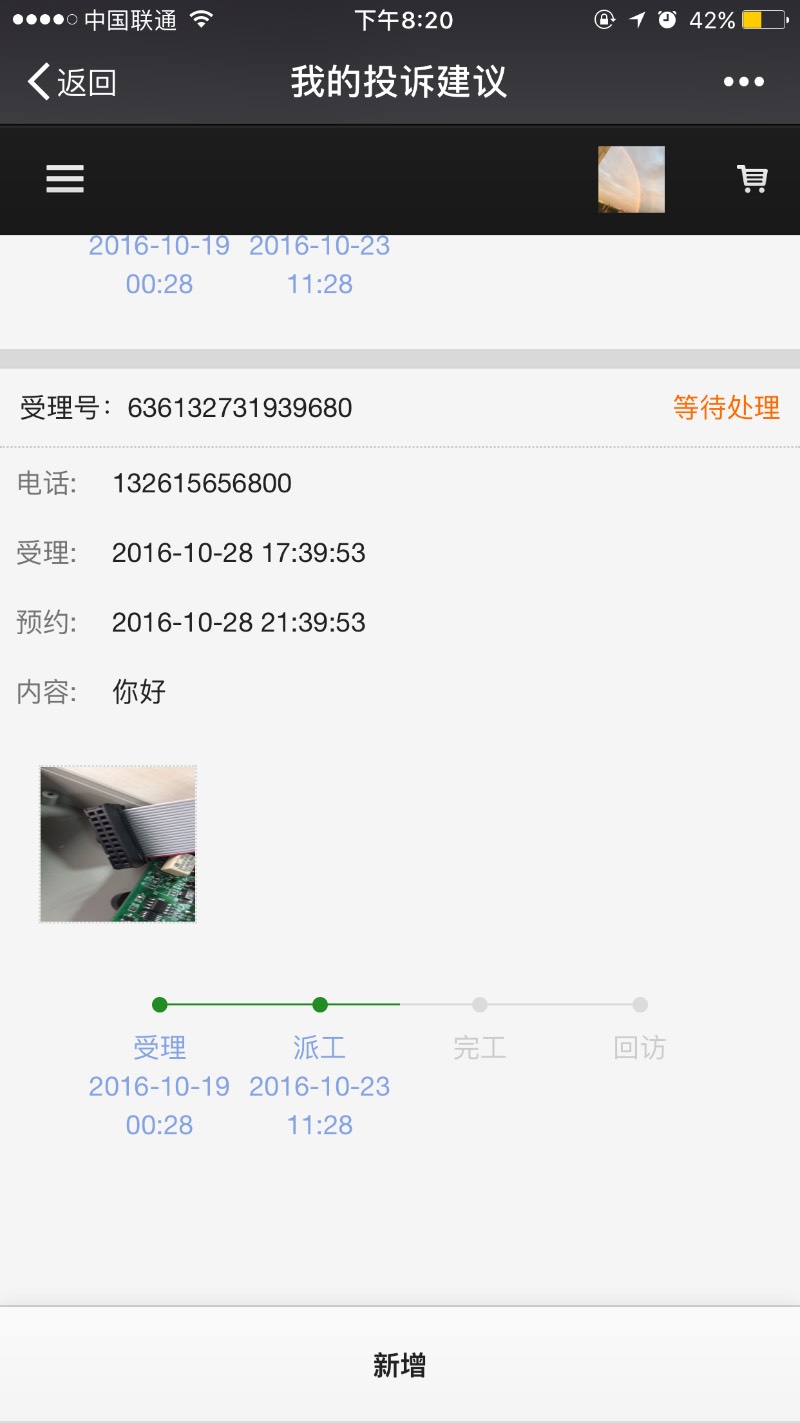 中国联通 下午8:20 42%
返回 我的投诉建议
2016-10-19 2016-10-23
00:28 11:28
受理号：636132731939680 等待处理
电话: 132615656800
受理: 2016-10-28 17:39:53
预约: 2016-10-28 21:39:53
内容: 你好
受理 派工 完工 回访
2016-10-19 2016-10-23
00:28 11:28
新增